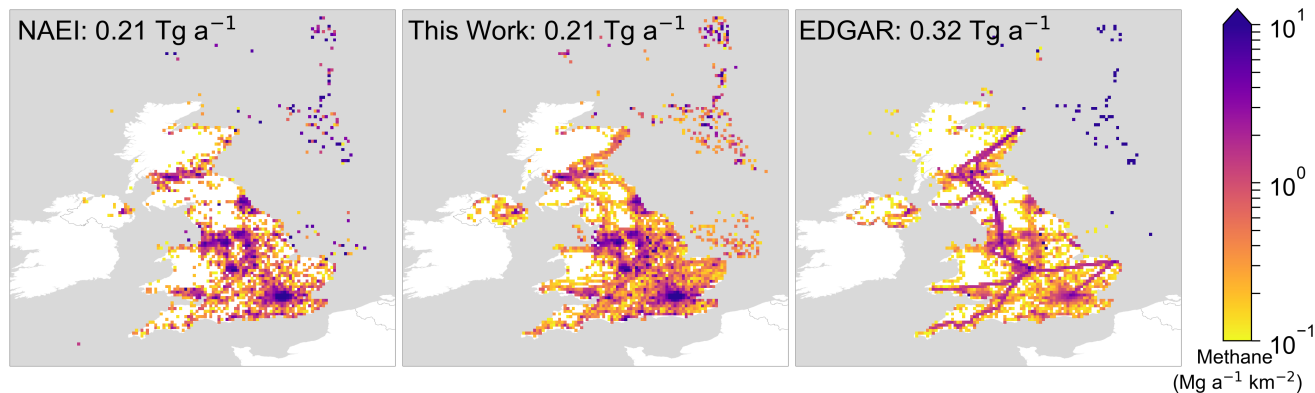 NAEI: 0.21 Tg a⁻¹
This Work: 0.21 Tg a⁻¹
EDGAR: 0.32 Tg a⁻¹
10¹
10⁰
10⁻¹
Methane
(Mg a⁻¹ km⁻²)